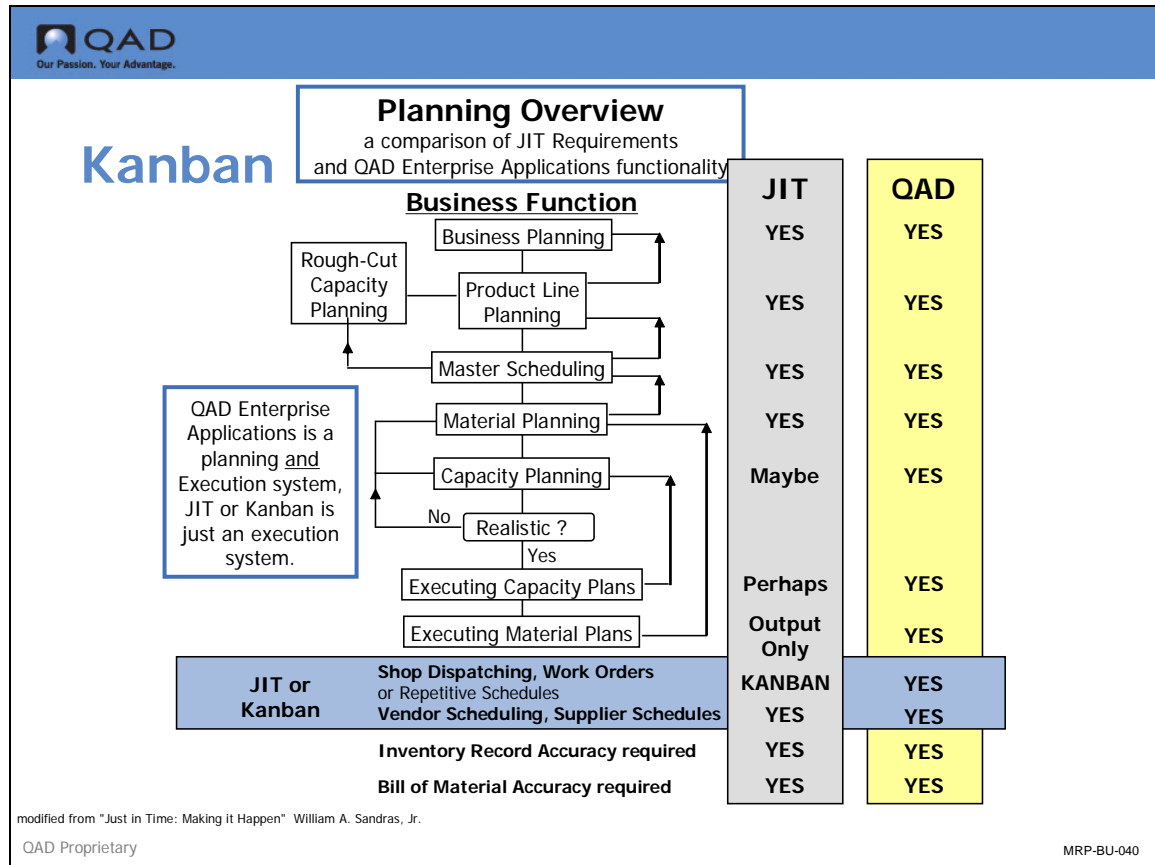 QAD
Our Passion. Your Advantage.
Planning Overview
a comparison of JIT Requirements
and QAD Enterprise Applications functionality
Kanban
JIT
QAD
Business Function
Business Planning
YES
YES
Rough-Cut
Capacity
Planning
Product Line
Planning
YES
YES
Master Scheduling
YES
YES
QAD Enterprise
Applications is a
planning and
Execution system,
JIT or Kanban is
just an execution
system.
Material Planning
YES
YES
Capacity Planning
Maybe
YES
No
Realistic ?
Yes
Executing Capacity Plans
Perhaps
YES
Executing Material Plans
Output
Only
YES
JIT or
Kanban
Shop Dispatching, Work Orders
or Repetitive Schedules
KANBAN
YES
Vendor Scheduling, Supplier Schedules
YES
YES
Inventory Record Accuracy required
YES
YES
Bill of Material Accuracy required
YES
YES
modified from "Just in Time: Making it Happen" William A. Sandras, Jr.
QAD Proprietary
MRP-BU-040